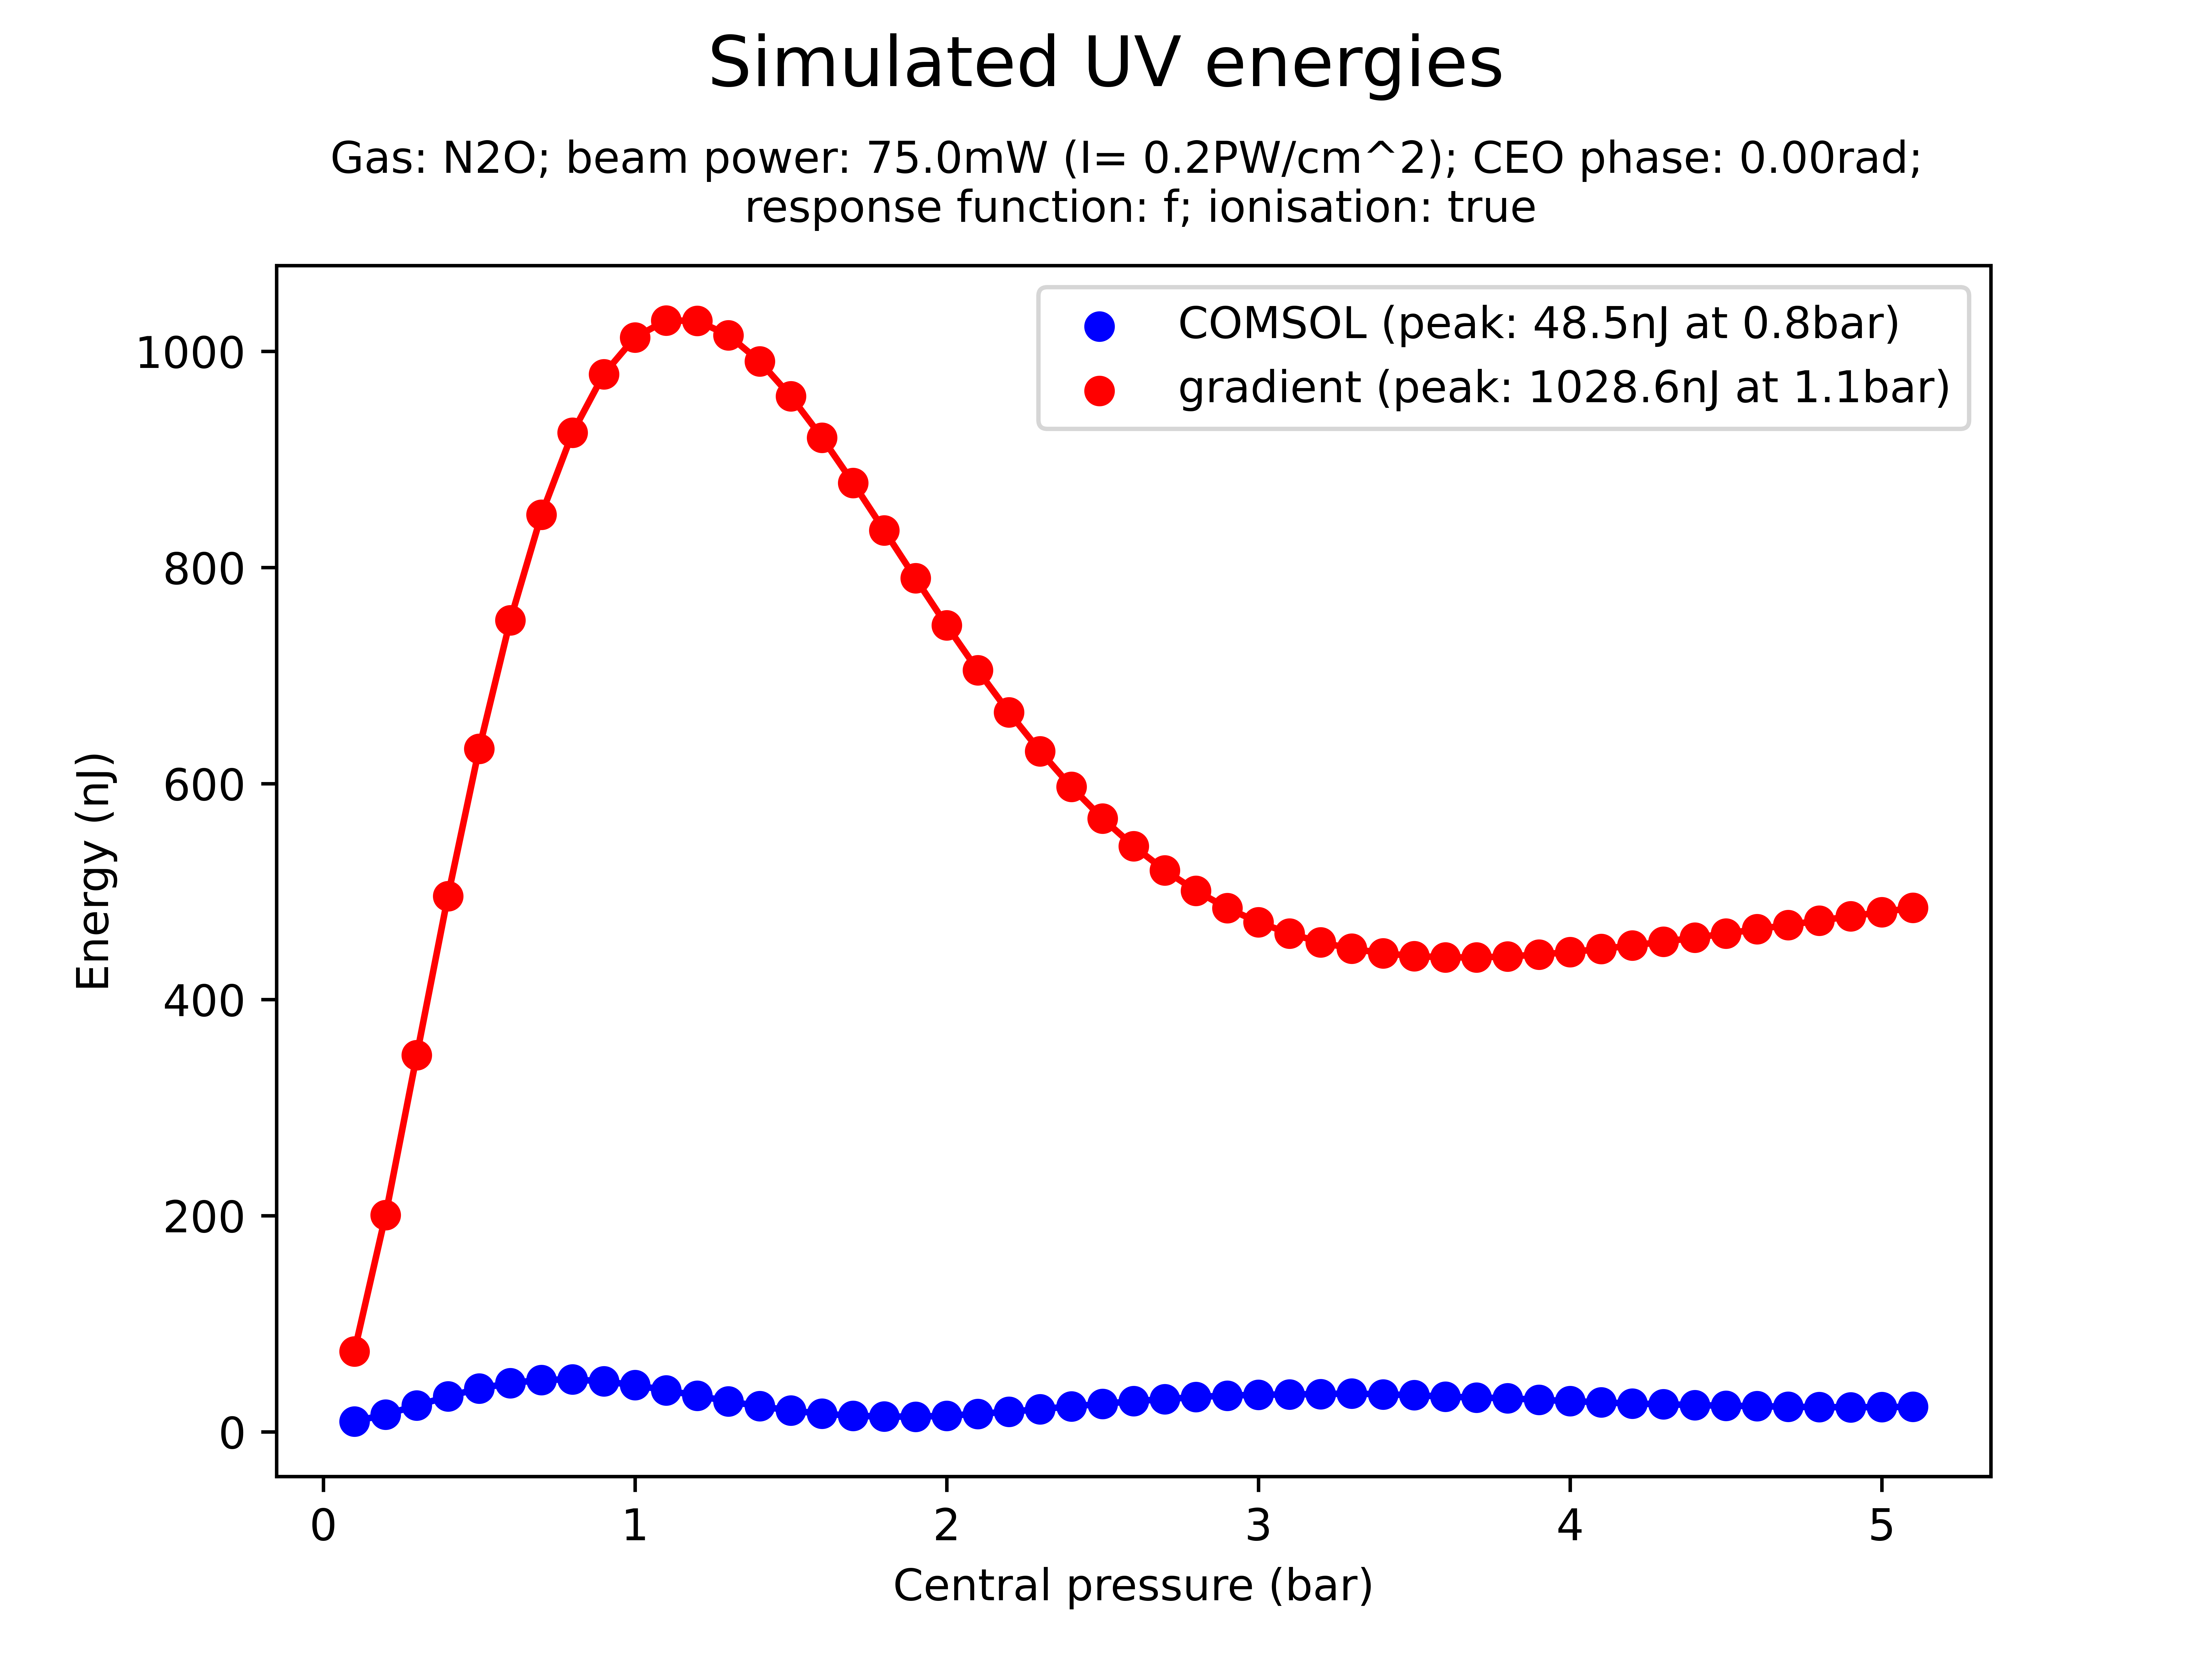 Simulated UV energies
Gas: N2O; beam power: 75.0mW (I= 0.2PW/cm^2); CEO phase: 0.00rad;
response function: f; ionisation: true
COMSOL (peak: 48.5nJ at 0.8bar)
gradient (peak: 1028.6nJ at 1.1bar)
1000
800
600
400
200
0
Energy (nJ)
0 1 2 3 4 5
Central pressure (bar)